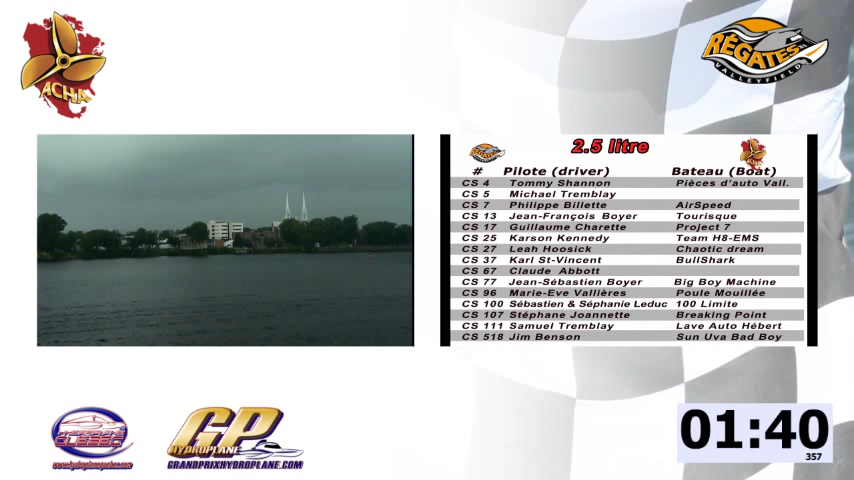 ACHA
RÉGATES
VALLEYFIELD
2.5 litre
# Pilote (driver) Bateau (Boat)
CS 4 Tommy Shannon Pièces d'auto Vall.
CS 5 Michael Tremblay
CS 7 Philippe Billette AirSpeed
CS 13 Jean-François Boyer Tourisque
CS 17 Guillaume Charette Project 7
CS 25 Karson Kennedy Team H8-EMS
CS 27 Leah Hoosick Chaotic dream
CS 37 Karl St-Vincent BullShark
CS 67 Claude Abbott
CS 77 Jean-Sébastien Boyer Big Boy Machine
CS 96 Marie-Eve Vallières Poule Mouillée
CS 100 Sébastien & Séphanie Leduc 100 Limite
CS 107 Stéphane Joannette Breaking Point
CS 111 Samuel Tremblay Lave Auto Hébert
CS 518 Jim Benson Sun Uva Bad Boy
GP
HYDROPLANE
GRANDPRIXHYDROPLANE.COM
01:40
357